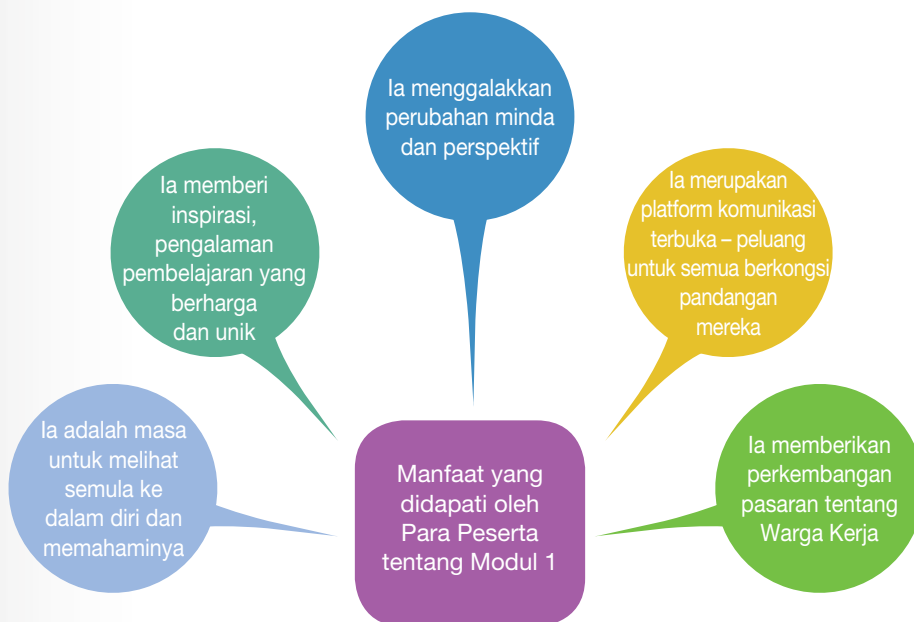 Ia menggalakkan
perubahan minda
dan perspektif
Ia memberi
inspirasi,
pengalaman
pembelajaran yang
berharga
dan unik
Ia merupakan
platform komunikasi
terbuka – peluang
untuk semua berkongsi
pandangan
mereka
Ia adalah masa
untuk melihat
semula ke
dalam diri dan
memahaminya
Manfaat yang
didapati oleh
Para Peserta
tentang Modul 1
Ia memberikan
perkembangan
pasaran tentang
Warga Kerja